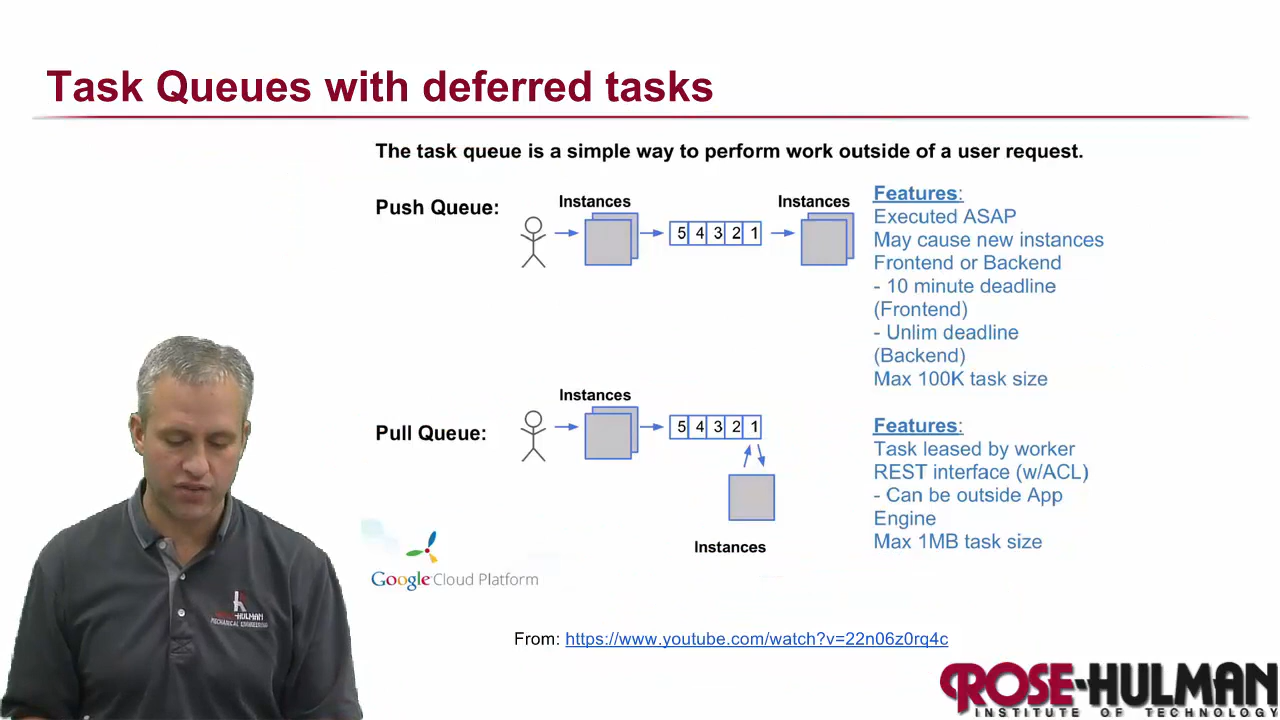 Task Queues with deferred tasks
The task queue is a simple way to perform work outside of a user request.
Push Queue:
Instances
5 4 3 2 1
Instances
Features:
Executed ASAP
May cause new instances
Frontend or Backend
- 10 minute deadline
(Frontend)
- Unlim deadline
(Backend)
Max 100K task size
Pull Queue:
Instances
5 4 3 2 1
Instances
Features:
Task leased by worker
REST interface (w/ACL)
- Can be outside App
Engine
Max 1MB task size
Google Cloud Platform
From: https://www.youtube.com/watch?v=22n06z0rq4c
ROSE-HULMAN
MECHANICAL ENGINEERING
ROSE-HULMAN
INSTITUTE OF TECHNOLOGY